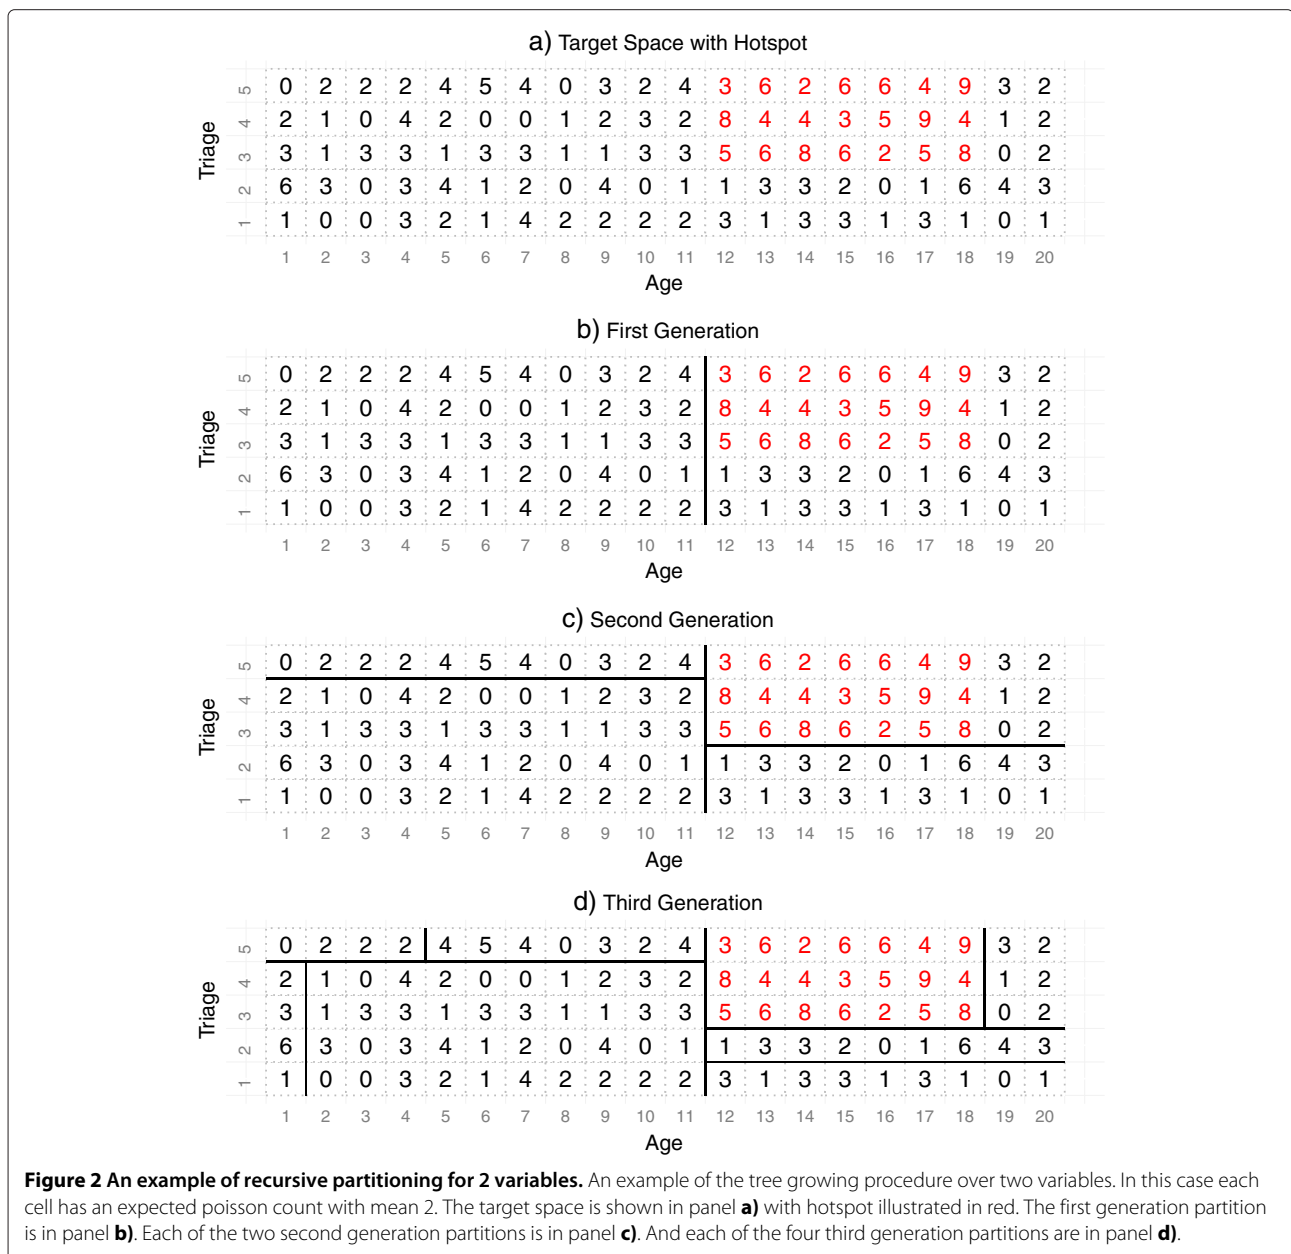 a) Target Space with Hotspot
Triage
5 0 2 2 2 4 5 4 0 3 2 4 3 6 2 6 6 4 9 3 2
4 2 1 0 4 2 0 0 1 2 3 2 8 4 4 3 5 9 4 1 2
3 3 1 3 3 1 3 3 1 1 3 3 5 6 8 6 2 5 8 0 2
2 6 3 0 3 4 1 2 0 4 0 1 1 3 3 2 0 1 6 4 3
1 1 0 0 3 2 1 4 2 2 2 2 3 1 3 3 1 3 1 0 1
1 2 3 4 5 6 7 8 9 10 11 12 13 14 15 16 17 18 19 20
Age
b) First Generation
Triage
5 0 2 2 2 4 5 4 0 3 2 4 3 6 2 6 6 4 9 3 2
4 2 1 0 4 2 0 0 1 2 3 2 8 4 4 3 5 9 4 1 2
3 3 1 3 3 1 3 3 1 1 3 3 5 6 8 6 2 5 8 0 2
2 6 3 0 3 4 1 2 0 4 0 1 1 3 3 2 0 1 6 4 3
1 1 0 0 3 2 1 4 2 2 2 2 3 1 3 3 1 3 1 0 1
1 2 3 4 5 6 7 8 9 10 11 12 13 14 15 16 17 18 19 20
Age
c) Second Generation
Triage
5 0 2 2 2 4 5 4 0 3 2 4 3 6 2 6 6 4 9 3 2
4 2 1 0 4 2 0 0 1 2 3 2 8 4 4 3 5 9 4 1 2
3 3 1 3 3 1 3 3 1 1 3 3 5 6 8 6 2 5 8 0 2
2 6 3 0 3 4 1 2 0 4 0 1 1 3 3 2 0 1 6 4 3
1 1 0 0 3 2 1 4 2 2 2 2 3 1 3 3 1 3 1 0 1
1 2 3 4 5 6 7 8 9 10 11 12 13 14 15 16 17 18 19 20
Age
d) Third Generation
Triage
5 0 2 2 2 4 5 4 0 3 2 4 3 6 2 6 6 4 9 3 2
4 2 1 0 4 2 0 0 1 2 3 2 8 4 4 3 5 9 4 1 2
3 3 1 3 3 1 3 3 1 1 3 3 5 6 8 6 2 5 8 0 2
2 6 3 0 3 4 1 2 0 4 0 1 1 3 3 2 0 1 6 4 3
1 1 0 0 3 2 1 4 2 2 2 2 3 1 3 3 1 3 1 0 1
1 2 3 4 5 6 7 8 9 10 11 12 13 14 15 16 17 18 19 20
Age
Figure 2 An example of recursive partitioning for 2 variables. An example of the tree growing procedure over two variables. In this case each
cell has an expected poisson count with mean 2. The target space is shown in panel a) with hotspot illustrated in red. The first generation partition
is in panel b). Each of the two second generation partitions is in panel c). And each of the four third generation partitions are in panel d).